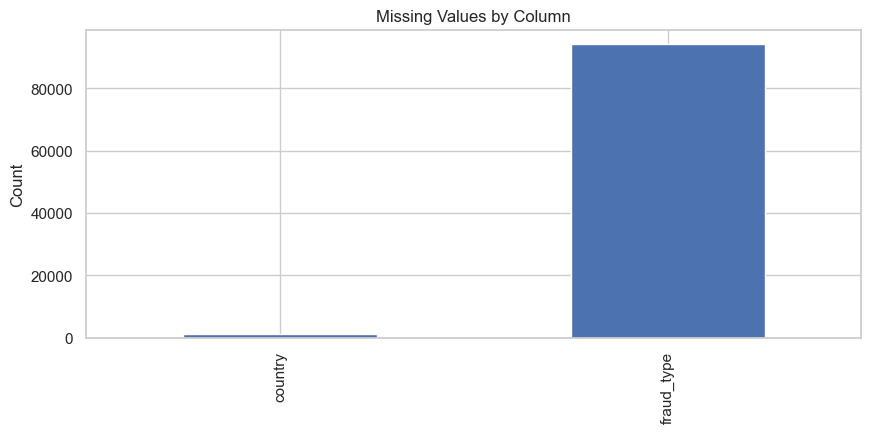 Missing Values by Column
Count
80000
60000
40000
20000
0
country
fraud_type